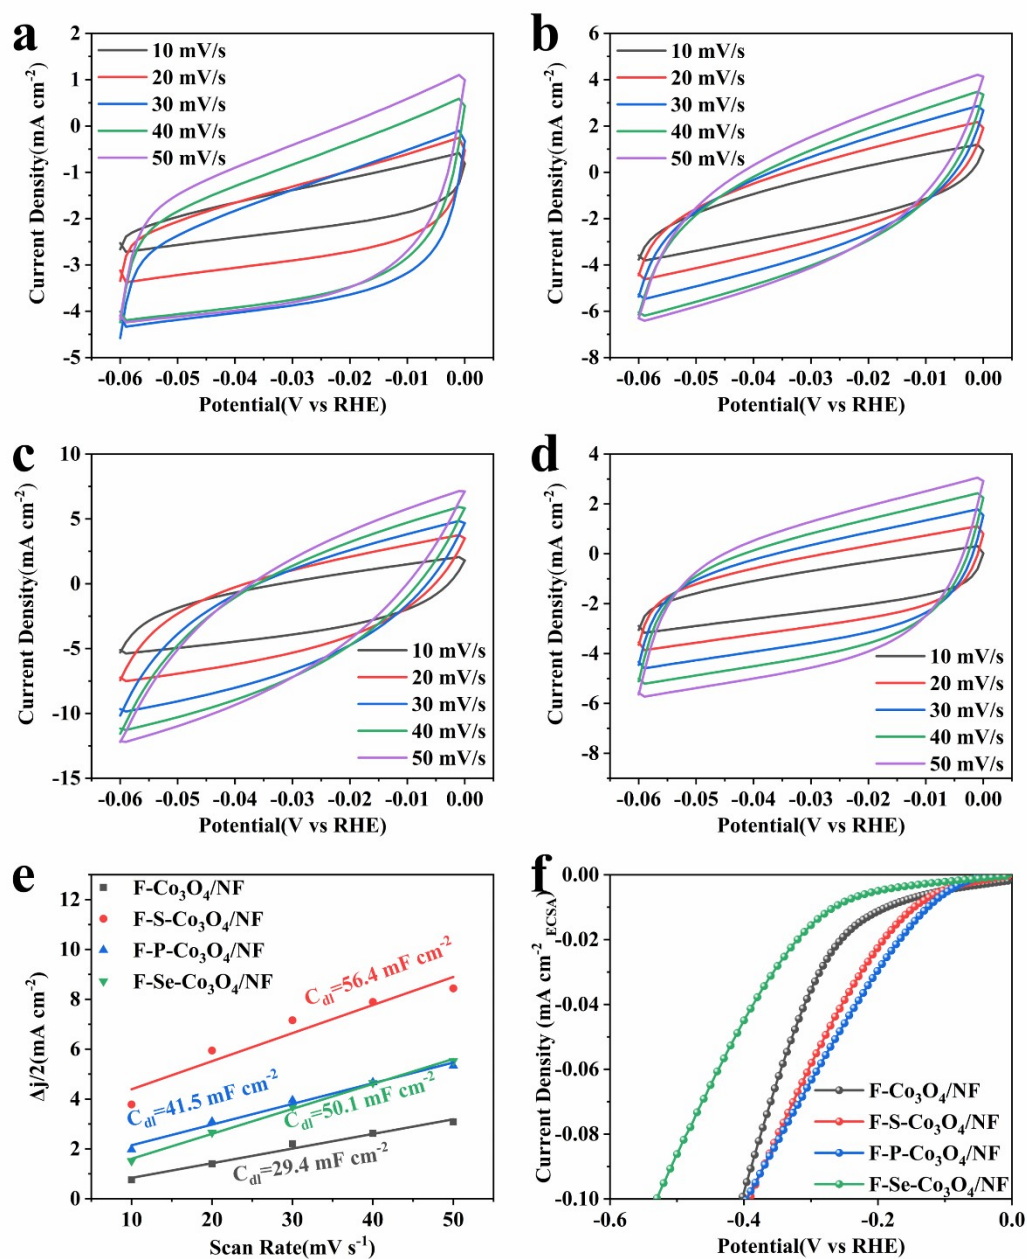 a
2
1
0
-1
-2
-3
-4
-5
Current Density(mA cm⁻²)
10 mV/s
20 mV/s
30 mV/s
40 mV/s
50 mV/s
-0.06 -0.05 -0.04 -0.03 -0.02 -0.01 0.00
Potential(V vs RHE)
b
6
4
2
0
-2
-4
-6
-8
Current Density(mA cm⁻²)
10 mV/s
20 mV/s
30 mV/s
40 mV/s
50 mV/s
-0.06 -0.05 -0.04 -0.03 -0.02 -0.01 0.00
Potential(V vs RHE)
c
10
5
0
-5
-10
-15
Current Density(mA cm⁻²)
10 mV/s
20 mV/s
30 mV/s
40 mV/s
50 mV/s
-0.06 -0.05 -0.04 -0.03 -0.02 -0.01 0.00
Potential(V vs RHE)
d
4
2
0
-2
-4
-6
-8
Current Density(mA cm⁻²)
10 mV/s
20 mV/s
30 mV/s
40 mV/s
50 mV/s
-0.06 -0.05 -0.04 -0.03 -0.02 -0.01 0.00
Potential(V vs RHE)
e
12
10
8
6
4
2
0
Δj/2(mA cm⁻²)
F-Co₃O₄/NF
F-S-Co₃O₄/NF
F-P-Co₃O₄/NF
F-Se-Co₃O₄/NF
C_dl=56.4 mF cm⁻²
C_dl=41.5 mF cm⁻²
C_dl=50.1 mF cm⁻²
C_dl=29.4 mF cm⁻²
10 20 30 40 50
Scan Rate(mV s⁻¹)
f
0.00
-0.02
-0.04
-0.06
-0.08
-0.10
Current Density (mA cm⁻²_ECSA)
F-Co₃O₄/NF
F-S-Co₃O₄/NF
F-P-Co₃O₄/NF
F-Se-Co₃O₄/NF
-0.6 -0.4 -0.2 0.0
Potential(V vs RHE)